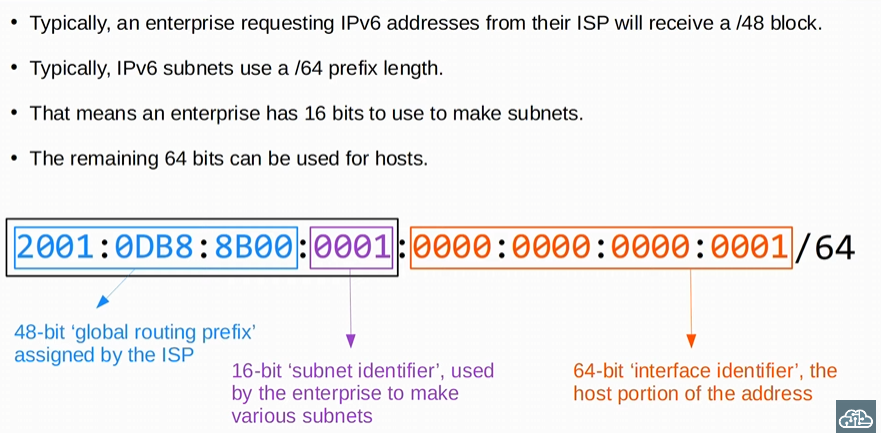 • Typically, an enterprise requesting IPv6 addresses from their ISP will receive a /48 block.
• Typically, IPv6 subnets use a /64 prefix length.
• That means an enterprise has 16 bits to use to make subnets.
• The remaining 64 bits can be used for hosts.
2001:0DB8:8B00:0001:0000:0000:0000:0001/64
48-bit ‘global routing prefix’
assigned by the ISP
16-bit ‘subnet identifier’, used
by the enterprise to make
various subnets
64-bit ‘interface identifier’, the
host portion of the address